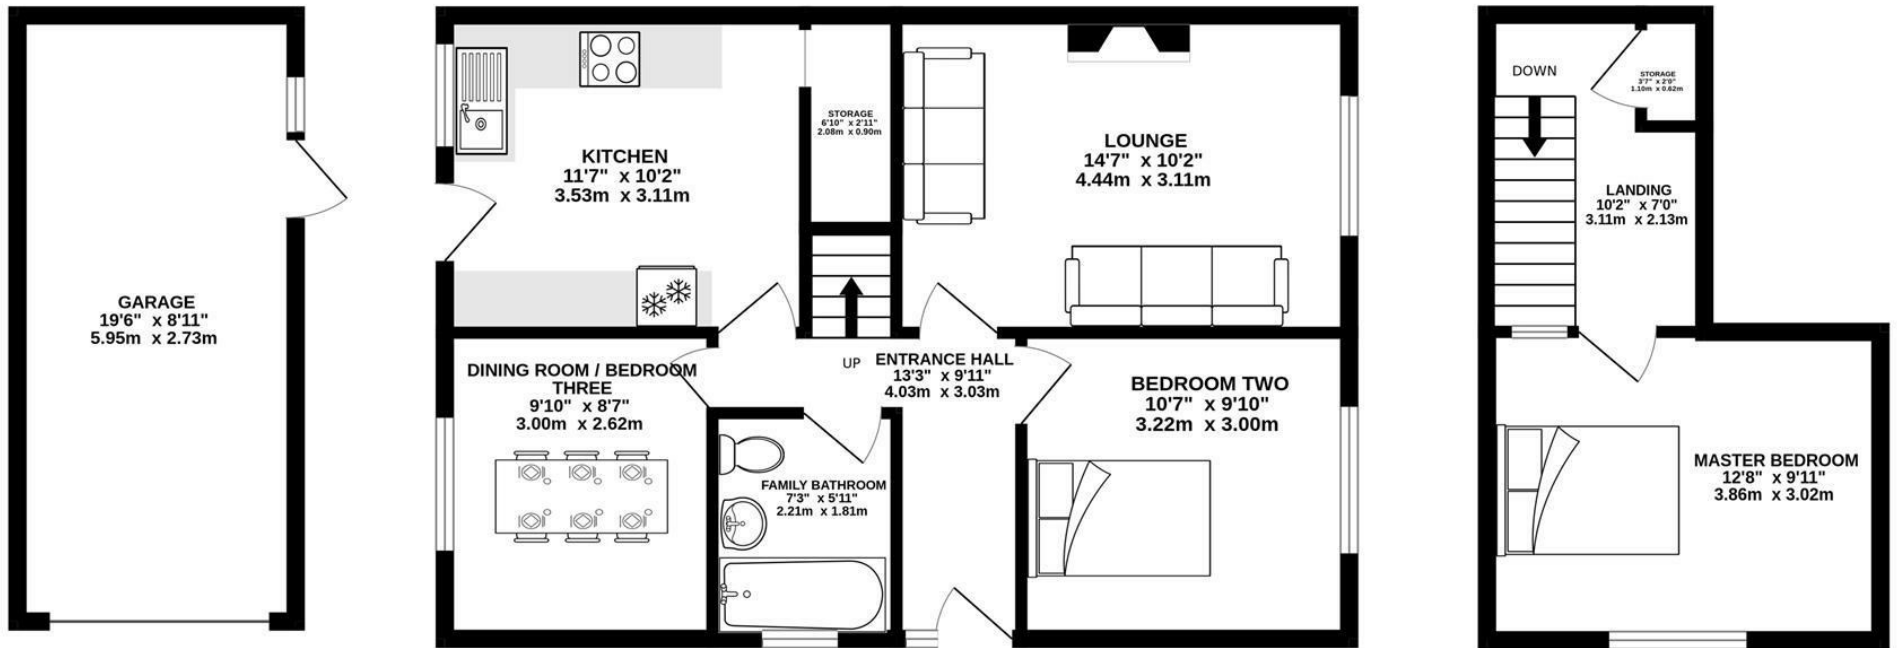 GARAGE
19'6" x 8'11"
5.95m x 2.73m
KITCHEN
11'7" x 10'2"
3.53m x 3.11m
STORAGE
6'10" x 2'11"
2.08m x 0.90m
LOUNGE
14'7" x 10'2"
4.44m x 3.11m
DINING ROOM / BEDROOM
THREE
9'10" x 8'7"
3.00m x 2.62m
UP
ENTRANCE HALL
13'3" x 9'11"
4.03m x 3.03m
FAMILY BATHROOM
7'3" x 5'11"
2.21m x 1.81m
BEDROOM TWO
10'7" x 9'10"
3.22m x 3.00m
DOWN
STORAGE
3'7" x 2'0"
1.10m x 0.62m
LANDING
10'2" x 7'0"
3.11m x 2.13m
MASTER BEDROOM
12'8" x 9'11"
3.86m x 3.02m